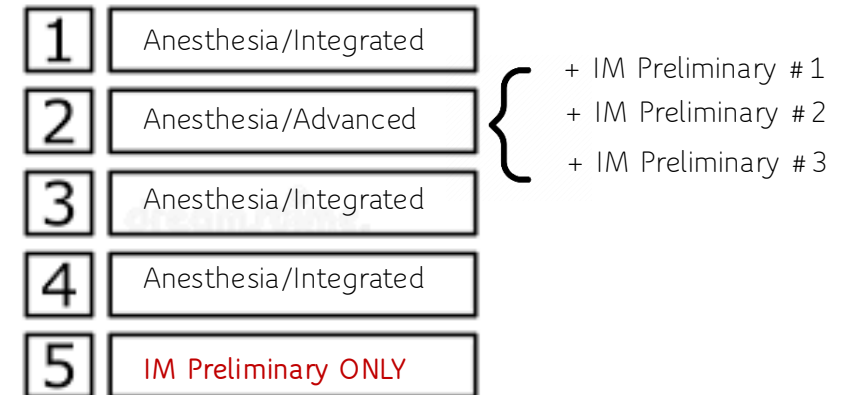 1 Anesthesia/Integrated
2 Anesthesia/Advanced
+ IM Preliminary #1
+ IM Preliminary #2
+ IM Preliminary #3
3 Anesthesia/Integrated
4 Anesthesia/Integrated
5 IM Preliminary ONLY